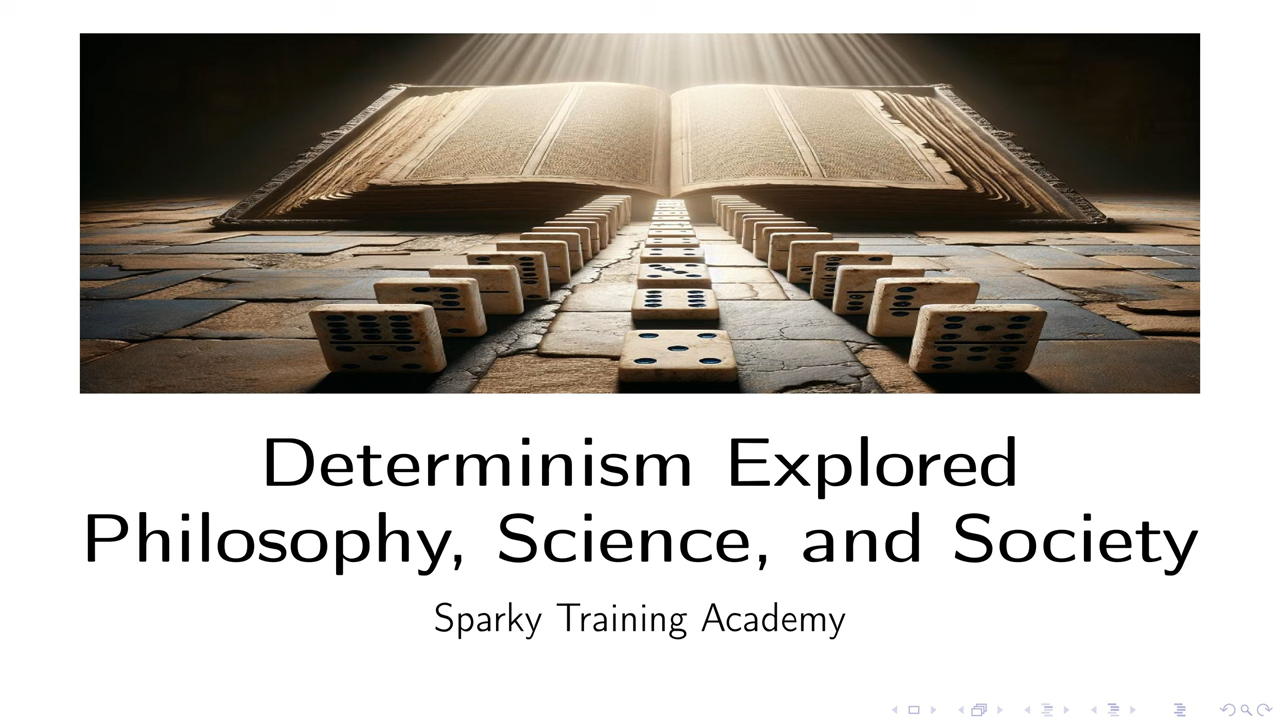 Determinism Explored
Philosophy, Science, and Society
Sparky Training Academy